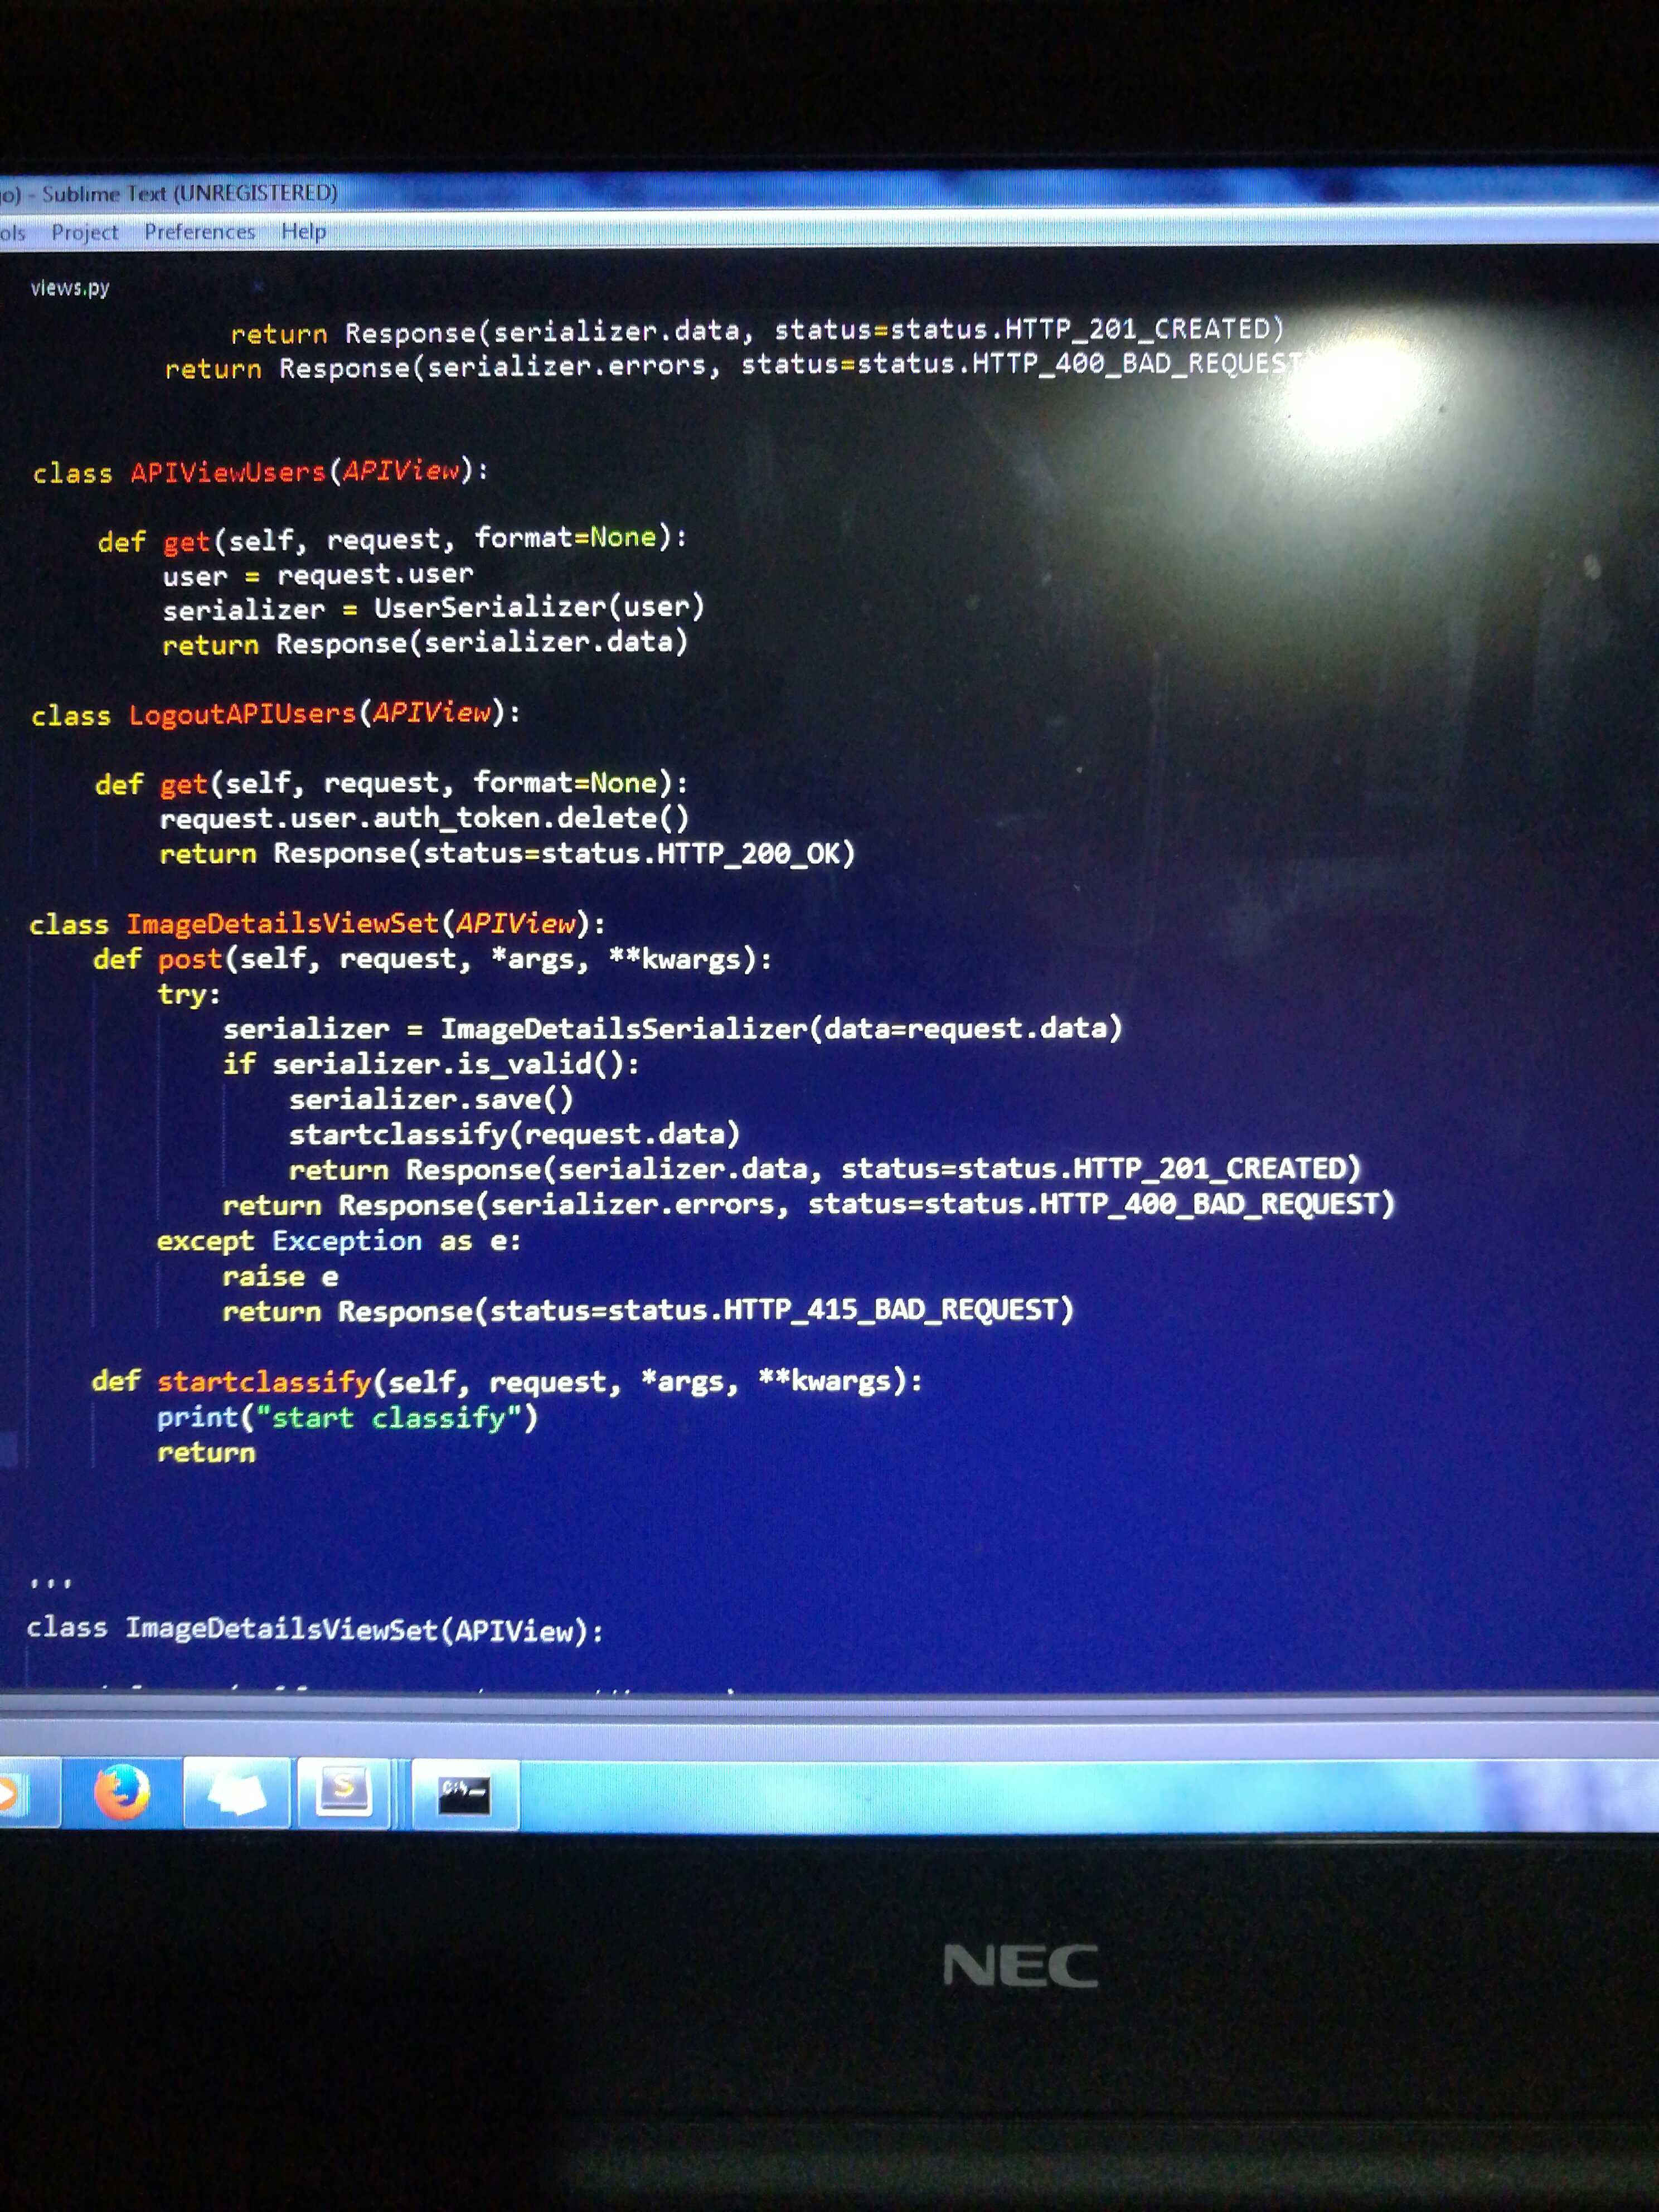 - Sublime Text (UNREGISTERED)
ols Project Preferences Help
views.py
            return Response(serializer.data, status=status.HTTP_201_CREATED)
        return Response(serializer.errors, status=status.HTTP_400_BAD_REQUEST
class APIViewUsers(APIView):
    def get(self, request, format=None):
        user = request.user
        serializer = UserSerializer(user)
        return Response(serializer.data)
class LogoutAPIUsers(APIView):
    def get(self, request, format=None):
        request.user.auth_token.delete()
        return Response(status=status.HTTP_200_OK)
class ImageDetailsViewSet(APIView):
    def post(self, request, *args, **kwargs):
        try:
            serializer = ImageDetailsSerializer(data=request.data)
            if serializer.is_valid():
                serializer.save()
                startclassify(request.data)
                return Response(serializer.data, status=status.HTTP_201_CREATED)
            return Response(serializer.errors, status=status.HTTP_400_BAD_REQUEST)
        except Exception as e:
            raise e
            return Response(status=status.HTTP_415_BAD_REQUEST)
    def startclassify(self, request, *args, **kwargs):
        print("start classify")
        return
'''
class ImageDetailsViewSet(APIView):
S
C:\
NEC